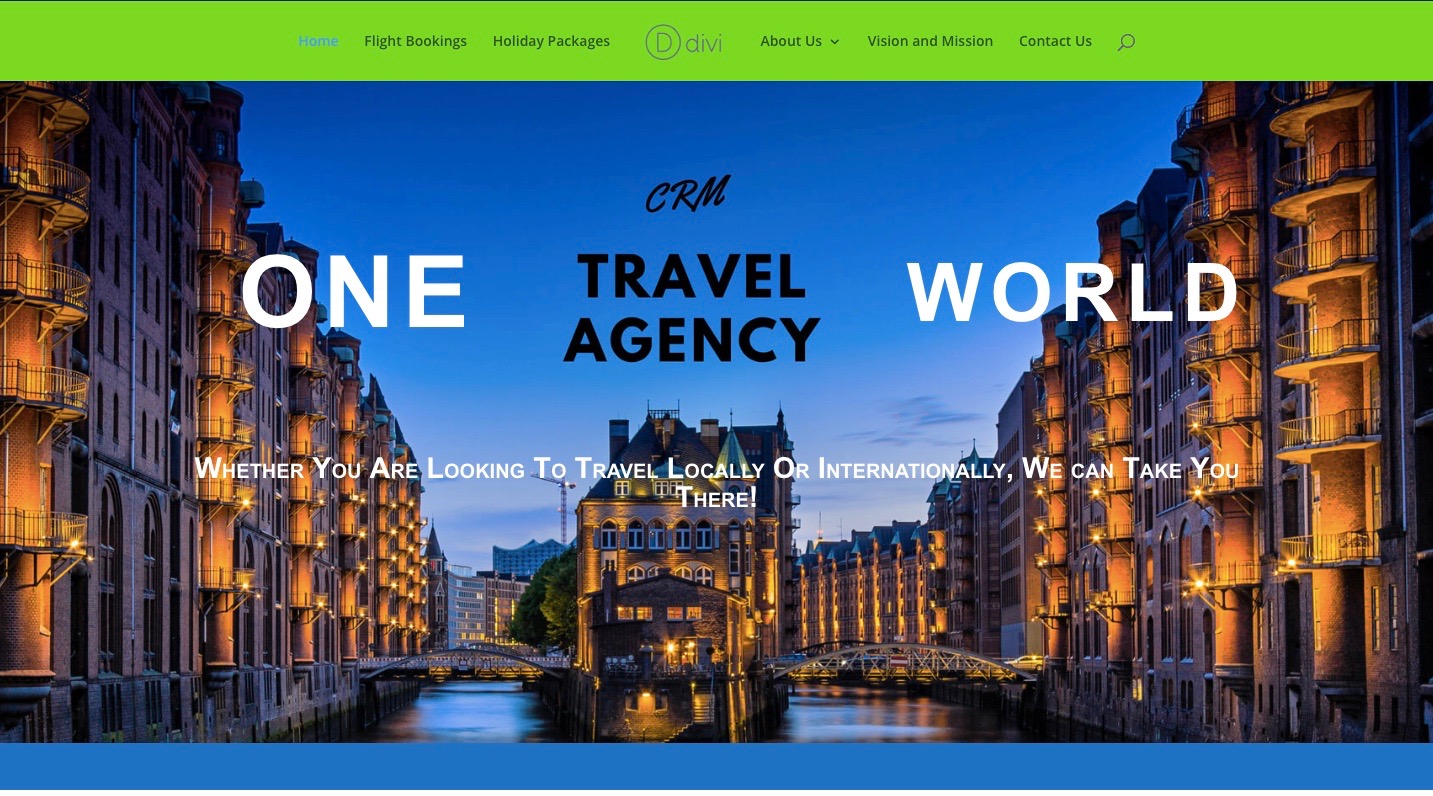 Home Flight Bookings Holiday Packages D divi About Us Vision and Mission Contact Us
CRM
ONE TRAVEL AGENCY WORLD
Whether You Are Looking To Travel Locally Or Internationally, We can Take You
There!